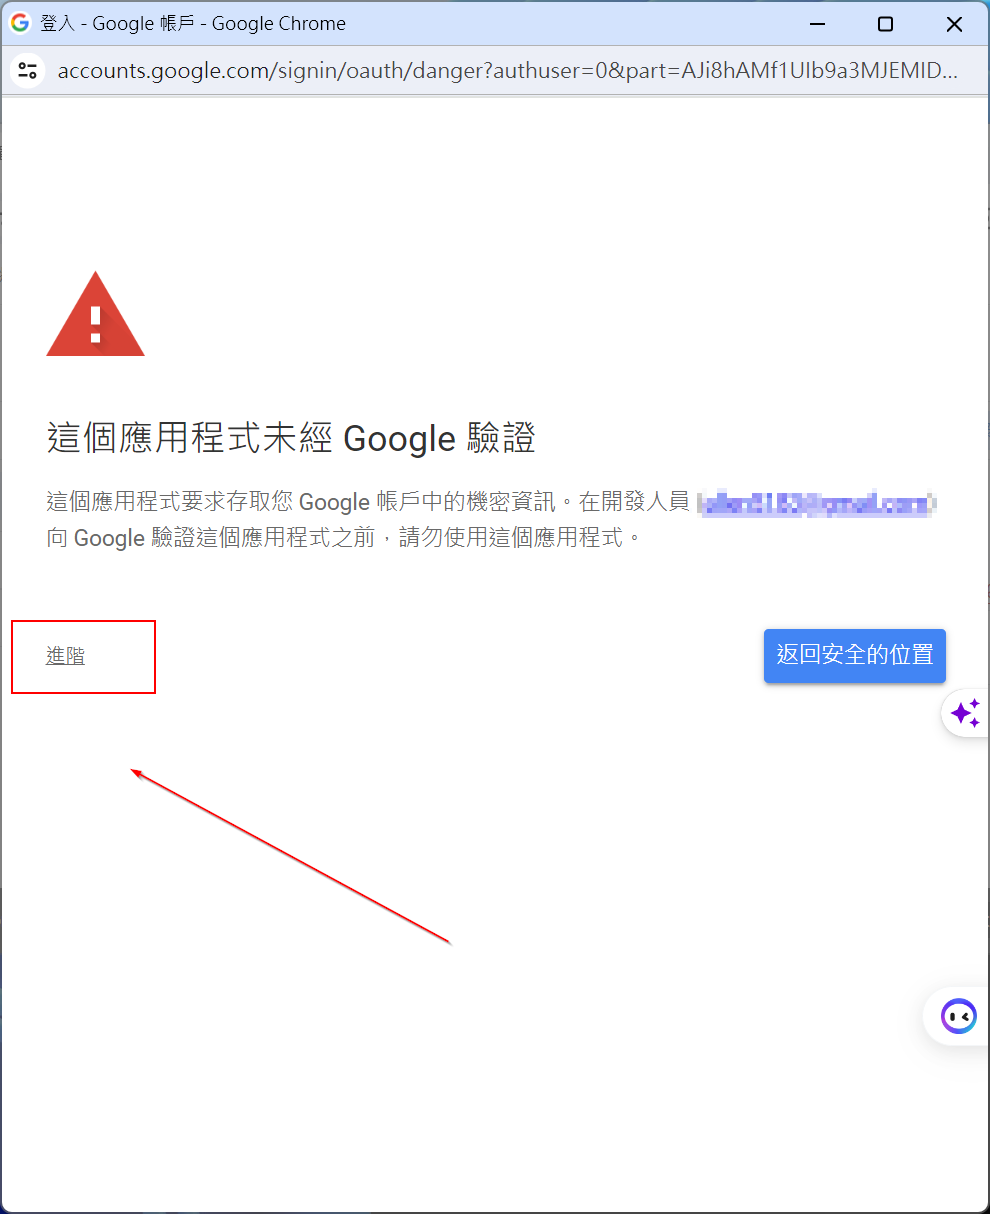 登入 - Google 帳戶 - Google Chrome
accounts.google.com/signin/oauth/danger?authuser=0&part=AJi8hAMf1UIb9a3MJEMID...
這個應用程式未經 Google 驗證
這個應用程式要求存取您 Google 帳戶中的機密資訊。在開發人員
向 Google 驗證這個應用程式之前，請勿使用這個應用程式。
進階
返回安全的位置